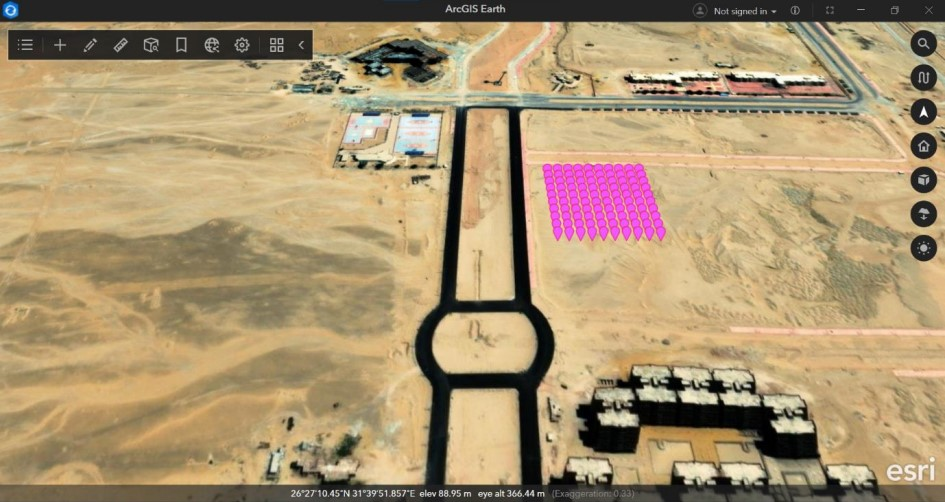 ArcGIS Earth
Not signed in
esri
26°27'10.45"N 31°39'51.857"E elev 88.95 m eye alt 366.44 m (Exaggeration: 0.33)